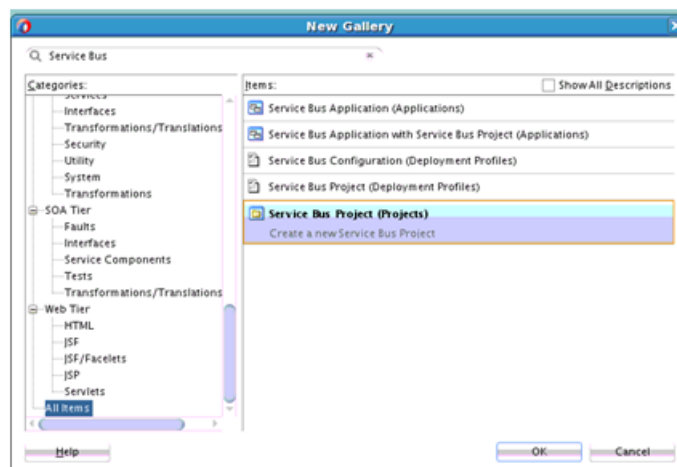 New Gallery
Service Bus
Categories:
Items:
Show All Descriptions
Services
Interfaces
Transformations/Translations
Security
Utility
System
Transformations
SOA Tier
Faults
Interfaces
Service Components
Tests
Transformations/Translations
Web Tier
HTML
JSF
JSF/Facelets
JSP
Servlets
All Items
Service Bus Application (Applications)
Service Bus Application with Service Bus Project (Applications)
Service Bus Configuration (Deployment Profiles)
Service Bus Project (Deployment Profiles)
Service Bus Project (Projects)
Create a new Service Bus Project
Help
OK
Cancel